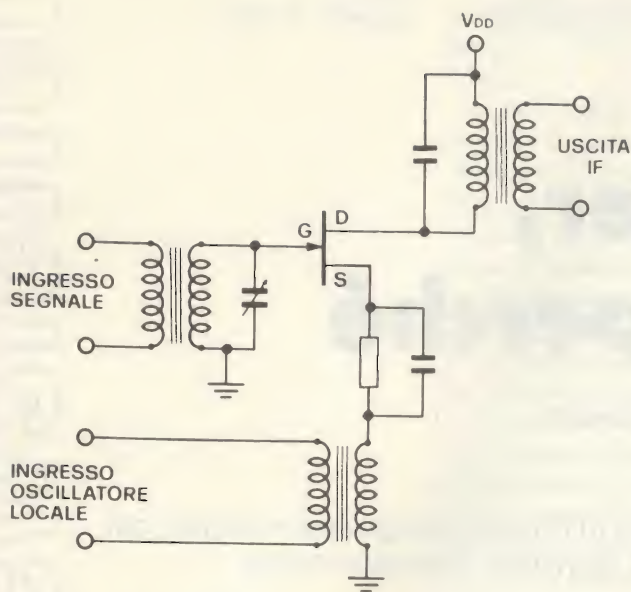 VDD
USCITA
IF
D
G
S
INGRESSO
SEGNALE
INGRESSO
OSCILLATORE
LOCALE